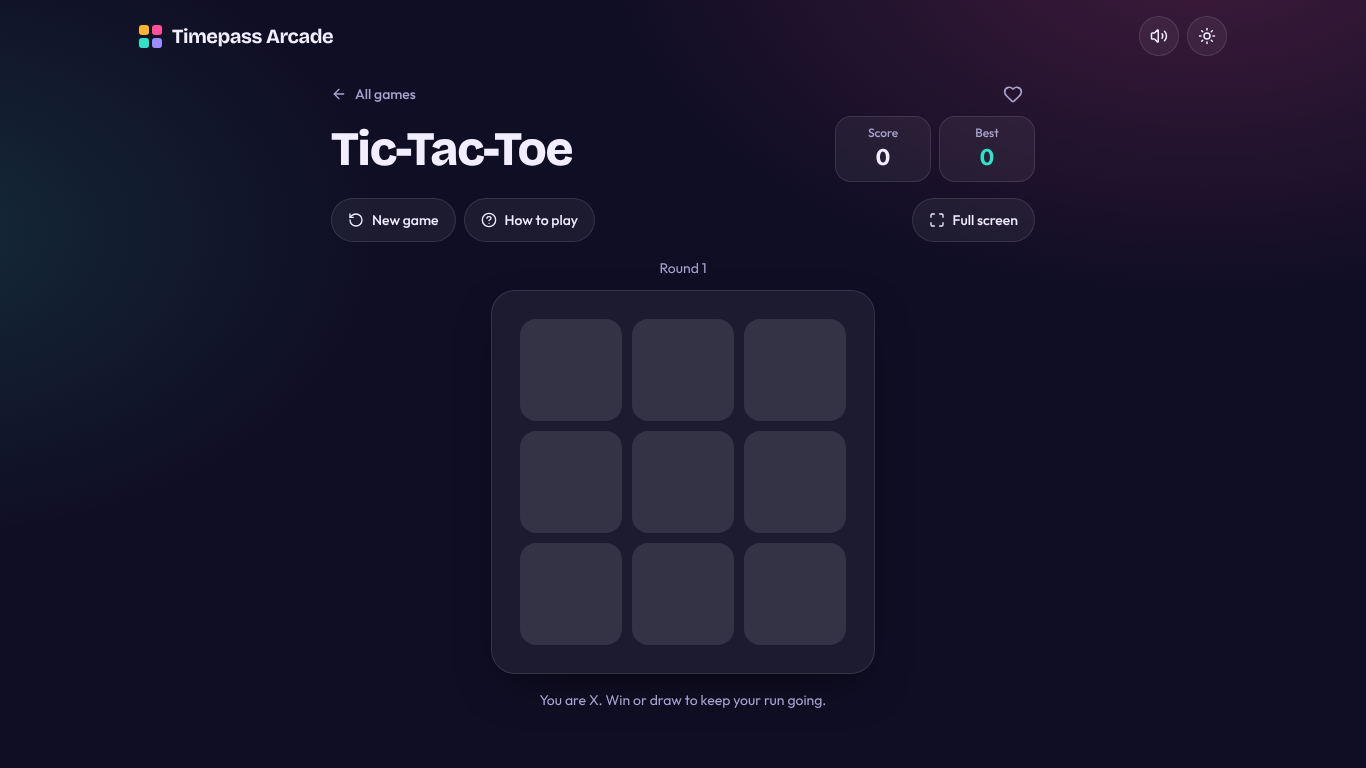 Timepass Arcade
All games
Tic-Tac-Toe
Score
0
Best
0
New game
How to play
Full screen
Round 1
You are X. Win or draw to keep your run going.